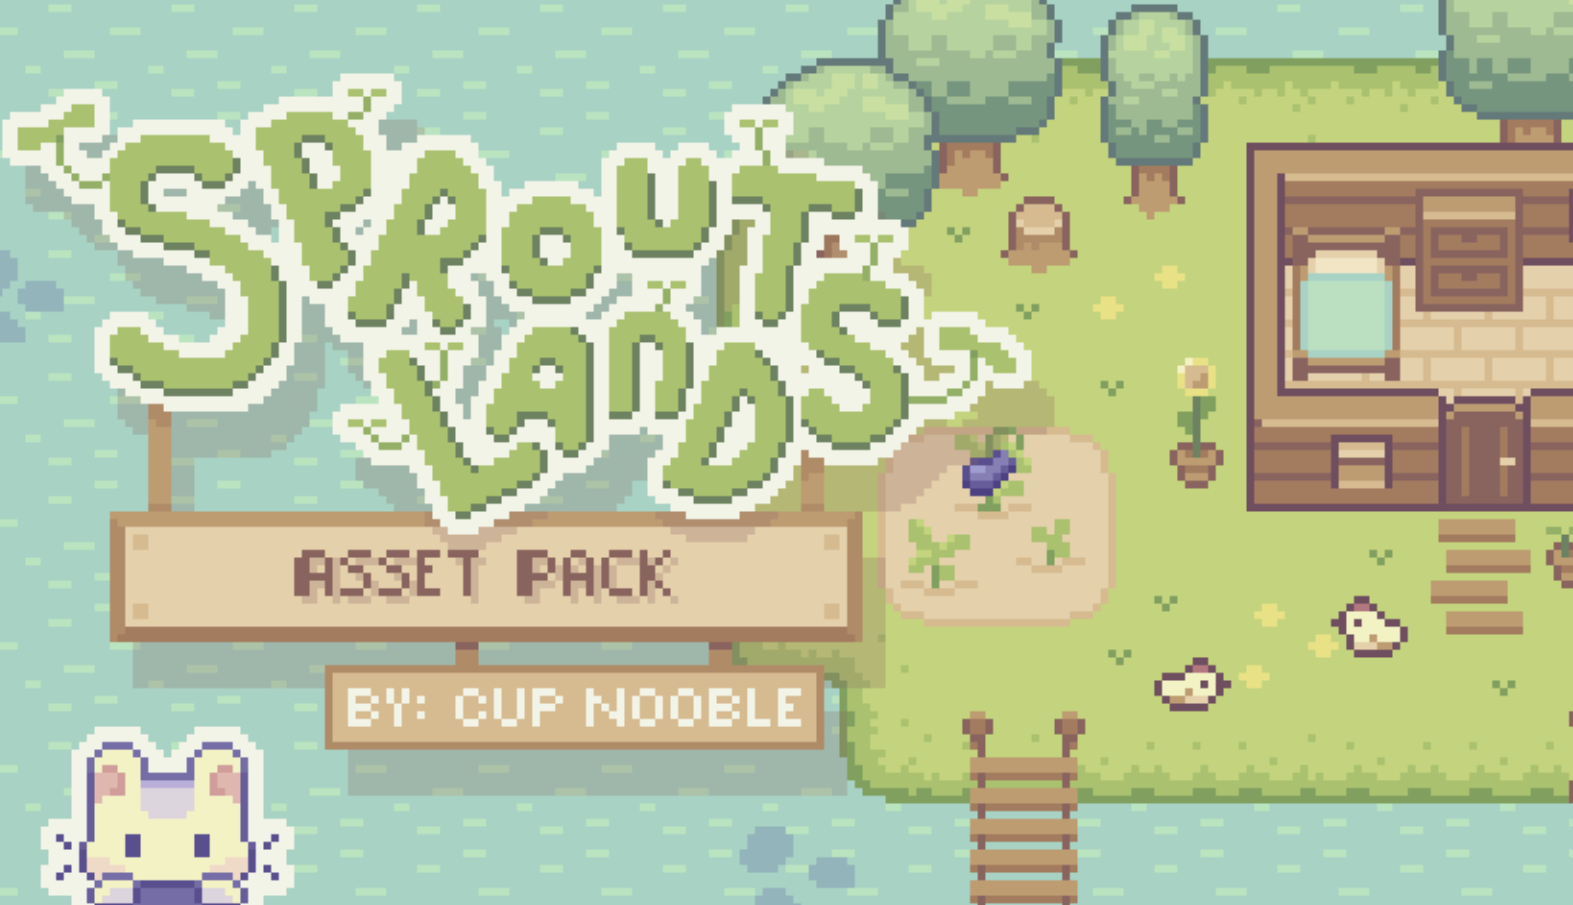 SPROUT
LANDS
ASSET PACK
BY: CUP NOOBLE